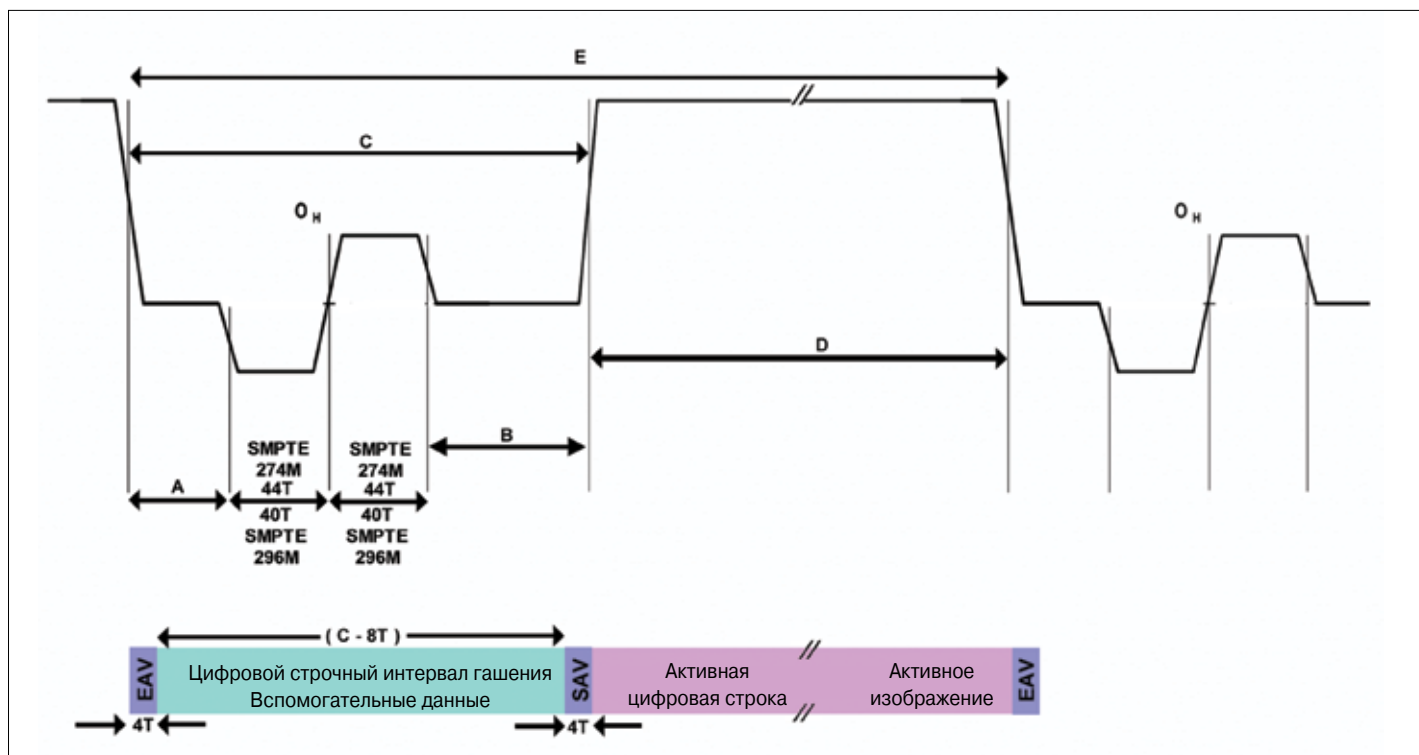 E
C
O H
O H
D
B
SMPTE
274M
44T
40T
SMPTE
296M
SMPTE
274M
44T
40T
SMPTE
296M
A
( C - 8T )
EAV
Цифровой строчный интервал гашения
Вспомогательные данные
SAV
Активная
цифровая строка
Активное
изображение
EAV
4T
4T